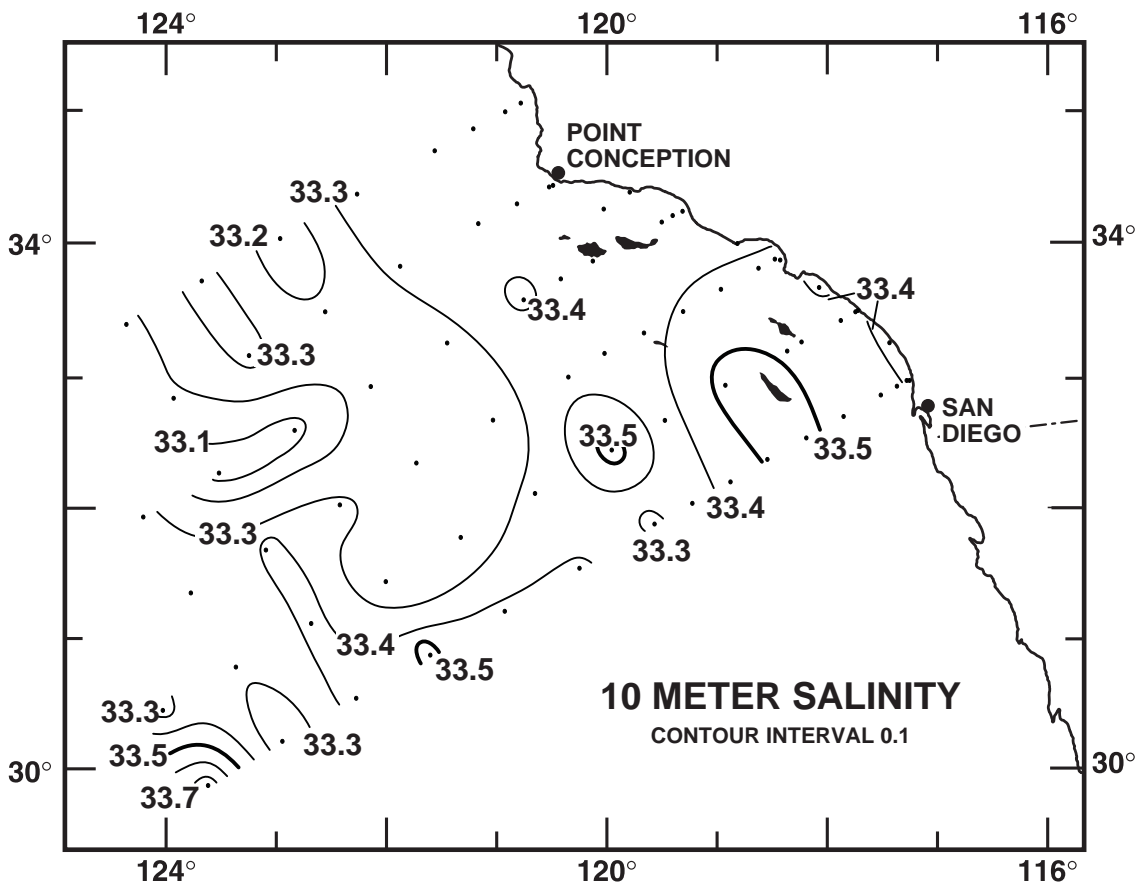 124° 120° 116°
POINT
CONCEPTION
33.3
33.2
34° 34°
33.4
33.4
33.3
33.1
33.5
SAN
DIEGO
33.5
33.4
33.3
33.3
33.4
33.5
10 METER SALINITY
CONTOUR INTERVAL 0.1
33.3
33.3
33.5
30° 30°
33.7
124° 120° 116°